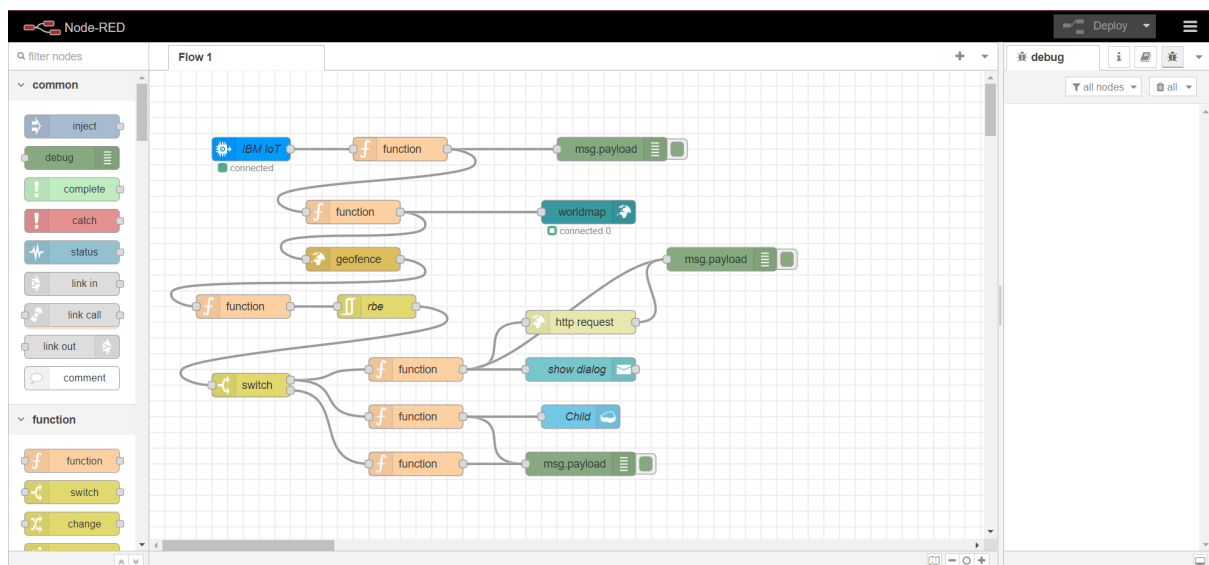 Node-RED
Deploy
filter nodes
Flow 1
debug
i
common
all nodes
all
inject
debug
complete
catch
status
link in
link call
link out
comment
function
function
switch
change
IBM IoT
connected
function
msg.payload
function
worldmap
connected 0
geofence
msg.payload
function
rbe
http request
switch
function
show dialog
function
Child
function
msg.payload